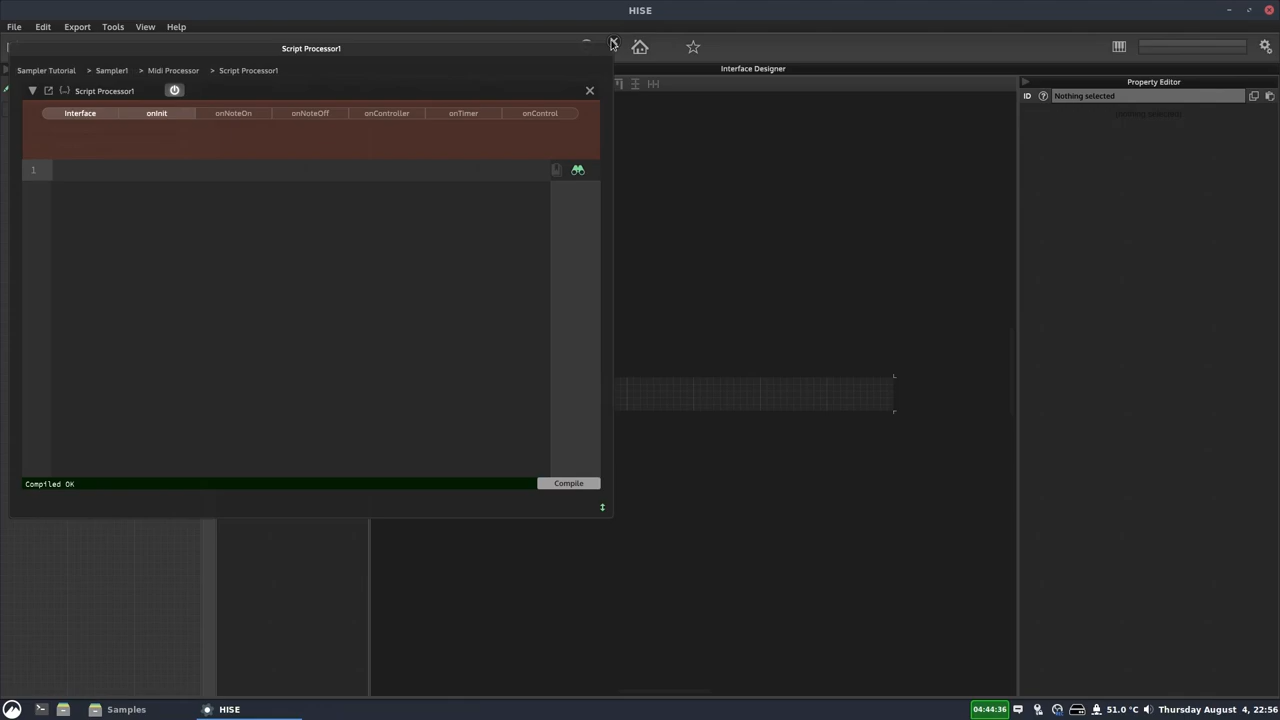 HISE
File Edit Export Tools View Help
Script Processor1
Interface Designer
Property Editor
Sampler Tutorial > Sampler1 > Midi Processor > Script Processor1
Script Processor1
ID Nothing selected
Interface onInit onNoteOn onNoteOff onController onTimer onControl
(nothing selected)
1
Compiled OK
Compile
Samples
HISE
04:44:36
51.0 °C
Thursday August 4, 22:56